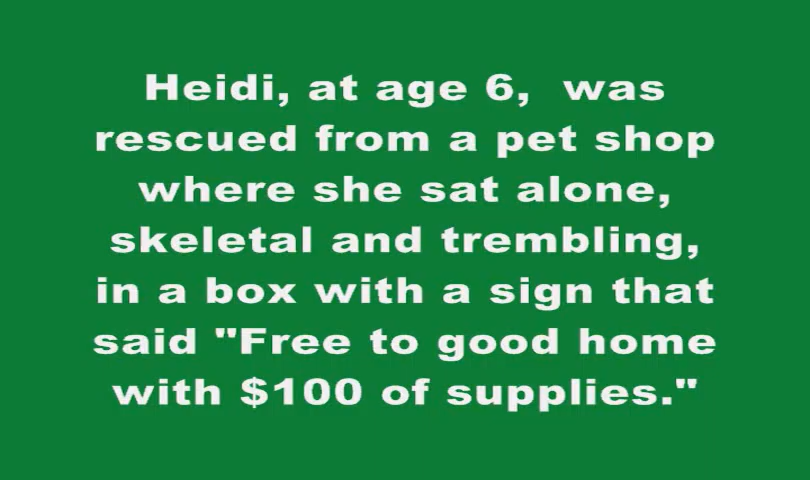 Heidi, at age 6,  was
rescued from a pet shop
where she sat alone,
skeletal and trembling,
in a box with a sign that
said "Free to good home
with $100 of supplies."